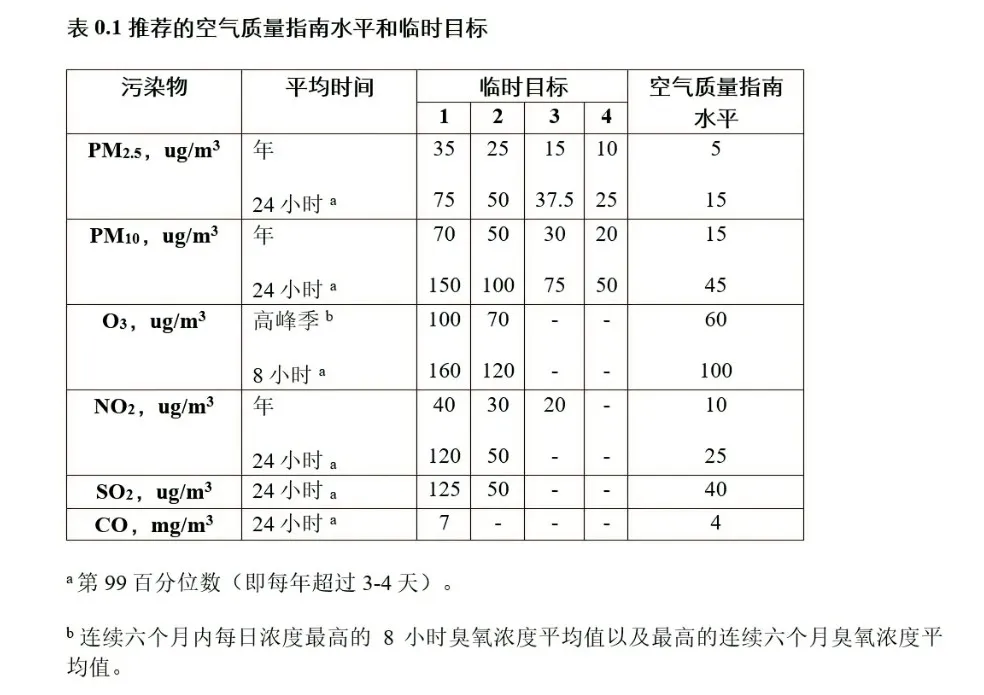 表 0.1 推荐的空气质量指南水平和临时目标
污染物 平均时间 临时目标 空气质量指南
水平
1 2 3 4
PM2.5，ug/m³ 年 35 25 15 10 5
24 小时 ᵃ 75 50 37.5 25 15
PM10，ug/m³ 年 70 50 30 20 15
24 小时 ᵃ 150 100 75 50 45
O3，ug/m³ 高峰季 ᵇ 100 70 - - 60
8 小时 ᵃ 160 120 - - 100
NO2，ug/m³ 年 40 30 20 - 10
24 小时 ₐ 120 50 - - 25
SO2，ug/m³ 24 小时 ₐ 125 50 - - 40
CO，mg/m³ 24 小时 ᵃ 7 - - - 4
ᵃ 第 99 百分位数（即每年超过 3-4 天）。
ᵇ 连续六个月内每日浓度最高的 8 小时臭氧浓度平均值以及最高的连续六个月臭氧浓度平
均值。